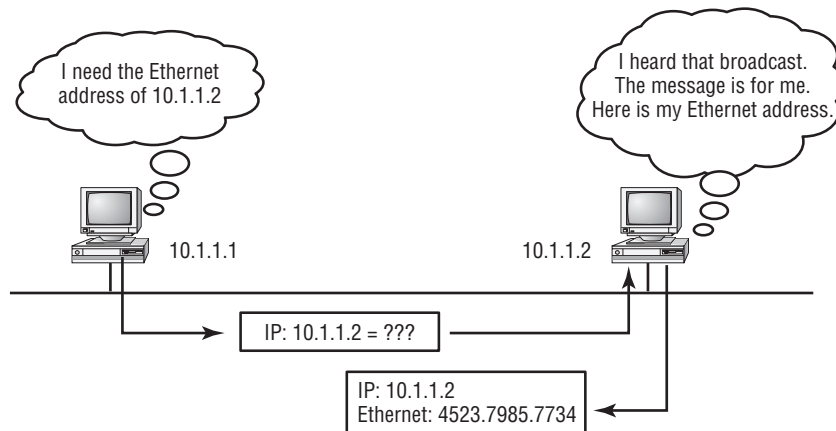 I need the Ethernet
address of 10.1.1.2
I heard that broadcast.
The message is for me.
Here is my Ethernet address.
10.1.1.1
10.1.1.2
IP: 10.1.1.2 = ???
IP: 10.1.1.2
Ethernet: 4523.7985.7734